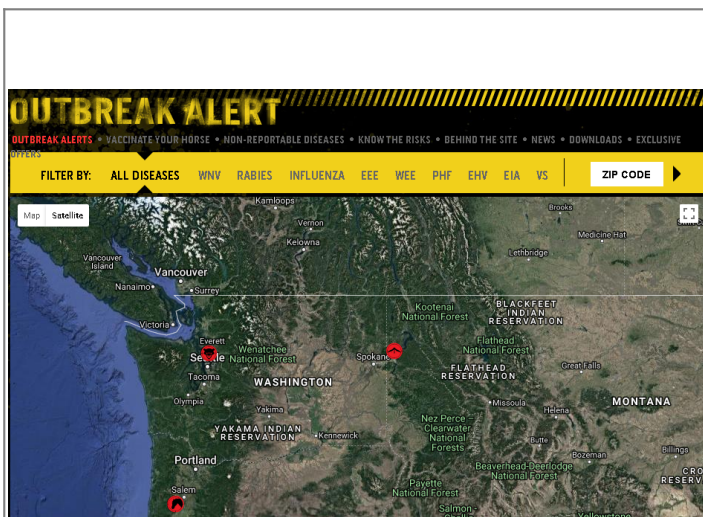 OUTBREAK ALERT
OUTBREAK ALERTS • VACCINATE YOUR HORSE • NON-REPORTABLE DISEASES • KNOW THE RISKS • BEHIND THE SITE • NEWS • DOWNLOADS • EXCLUSIVE
OFFERS
FILTER BY: ALL DISEASES WNV RABIES INFLUENZA EEE WEE PHF EHV EIA VS ZIP CODE
Map Satellite
Kamloops
Brooks
Vernon
Medicine Hat
Kelowna
Lethbridge
Vancouver
Island
Vancouver
Nanaimo
Surrey
Kootenai
National Forest
BLACKFEET
INDIAN
RESERVATION
Victoria
Everett
Seattle
Wenatchee
National Forest
Spokane
Flathead
National Forest
FLATHEAD
RESERVATION
Great Falls
Tacoma
WASHINGTON
Olympia
Missoula
Helena
MONTANA
Yakima
YAKAMA INDIAN
RESERVATION
Kennewick
Nez Perce –
Clearwater
National
Forests
Butte
Billings
Bozeman
Portland
Beaverhead-Deerlodge
National Forest
CRO
RESERV
Salem
Payette
National Forest
Salmon
Yellowstone